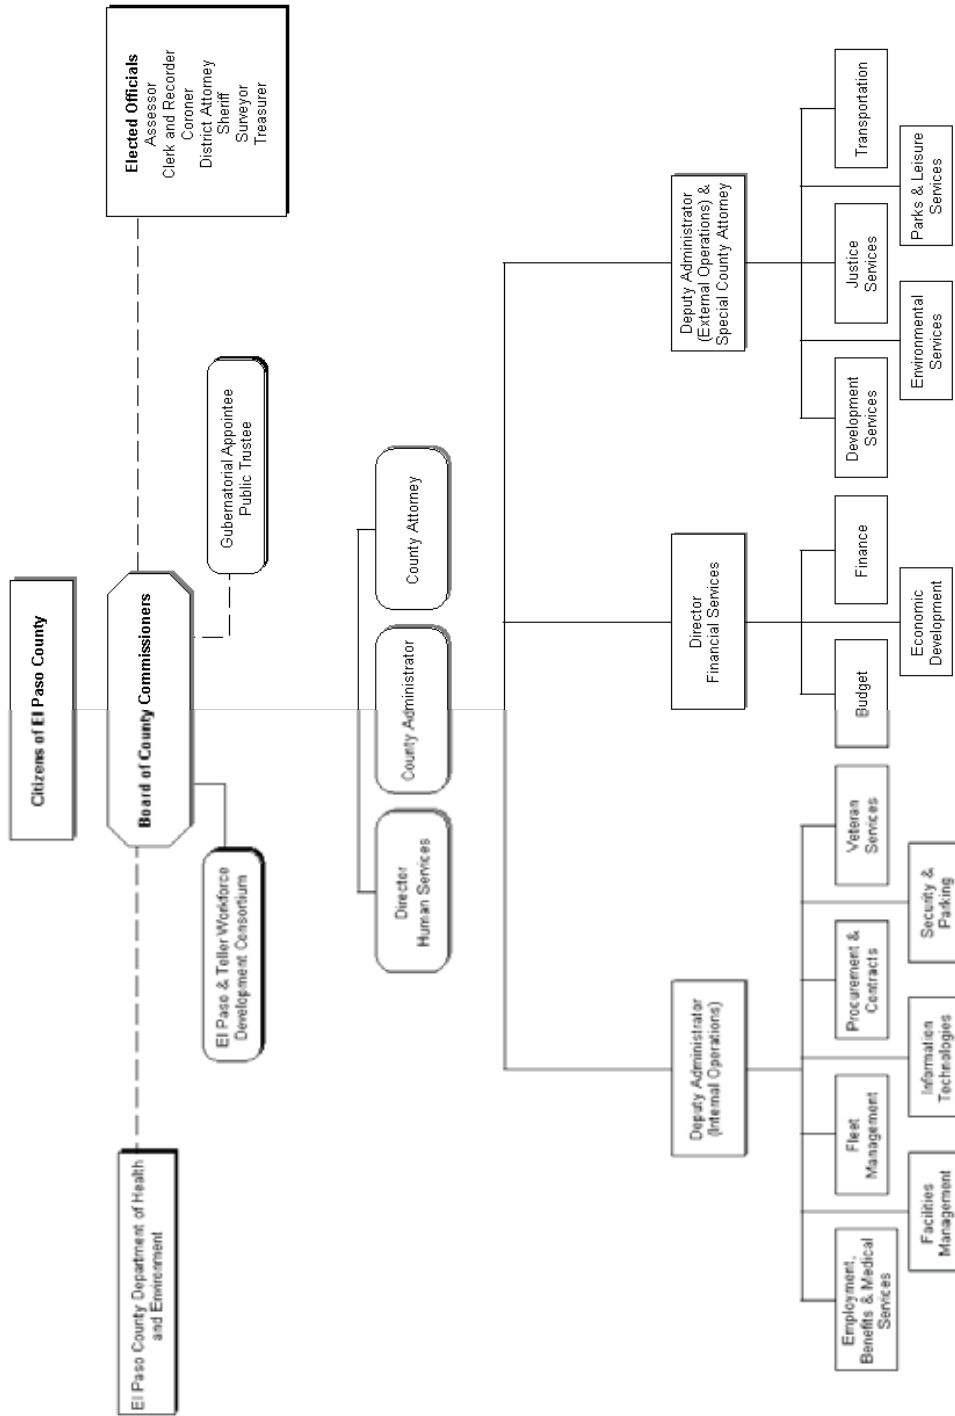 Citizens of El Paso County
El Paso County Department of Health
and Environment
Board of County Commissioners
Elected Officials
Assessor
Clerk and Recorder
Coroner
District Attorney
Sheriff
Surveyor
Treasurer
El Paso & Teller Workforce
Development Consortium
Gubernatorial Appointee
Public Trustee
Director
Human Services
County Administrator
County Attorney
Deputy Administrator
(Internal Operations)
Director
Financial Services
Deputy Administrator
(External Operations) &
Special County Attorney
Employment,
Benefits & Medical
Services
Fleet
Management
Procurement &
Contracts
Veteran
Services
Budget
Finance
Development
Services
Justice
Services
Transportation
Facilities
Management
Information
Technologies
Security &
Parking
Economic
Development
Environmental
Services
Parks & Leisure
Services